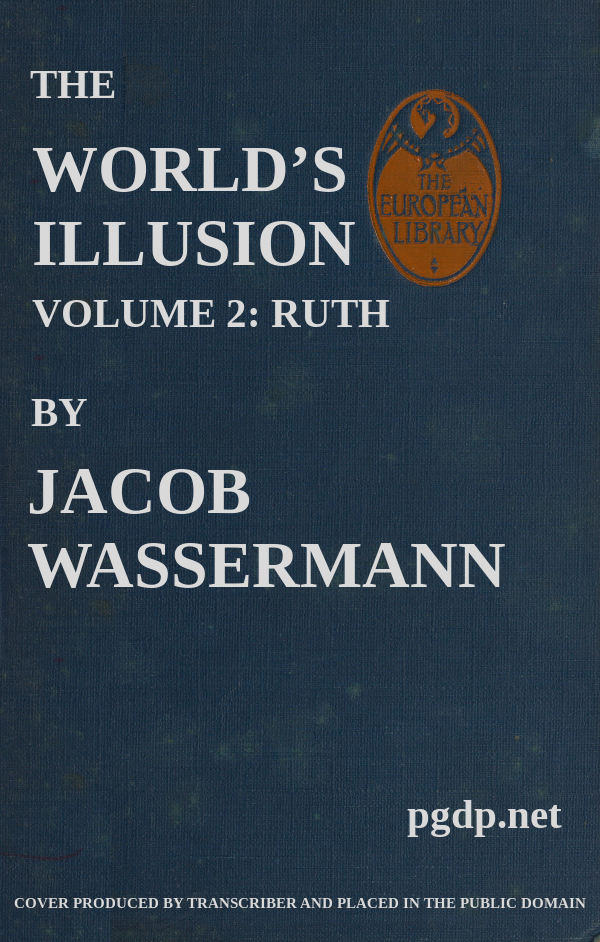 THE
WORLD’S
ILLUSION
THE
EUROPEAN
LIBRARY
VOLUME 2: RUTH
BY
JACOB
WASSERMANN
pgdp.net
COVER PRODUCED BY TRANSCRIBER AND PLACED IN THE PUBLIC DOMAIN